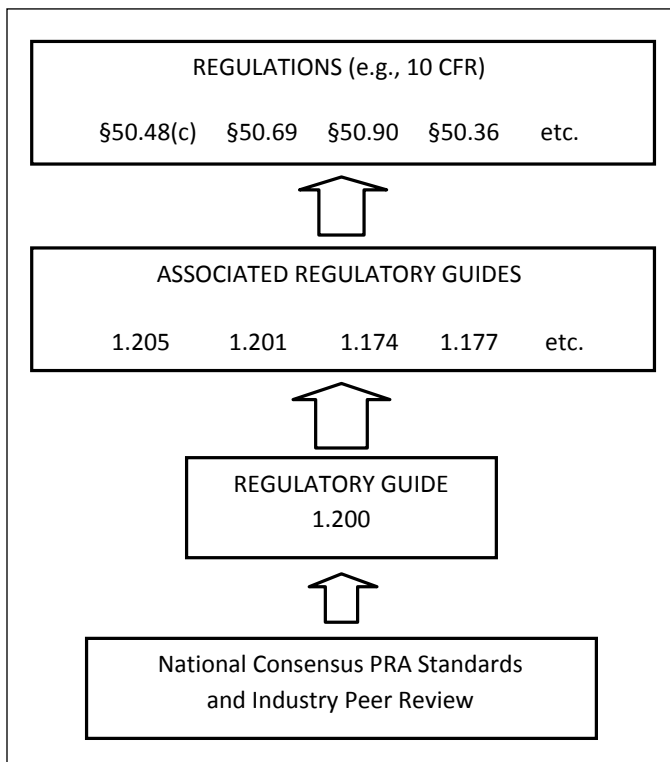 REGULATIONS (e.g., 10 CFR)
§50.48(c) §50.69 §50.90 §50.36 etc.
ASSOCIATED REGULATORY GUIDES
1.205 1.201 1.174 1.177 etc.
REGULATORY GUIDE
1.200
National Consensus PRA Standards
and Industry Peer Review